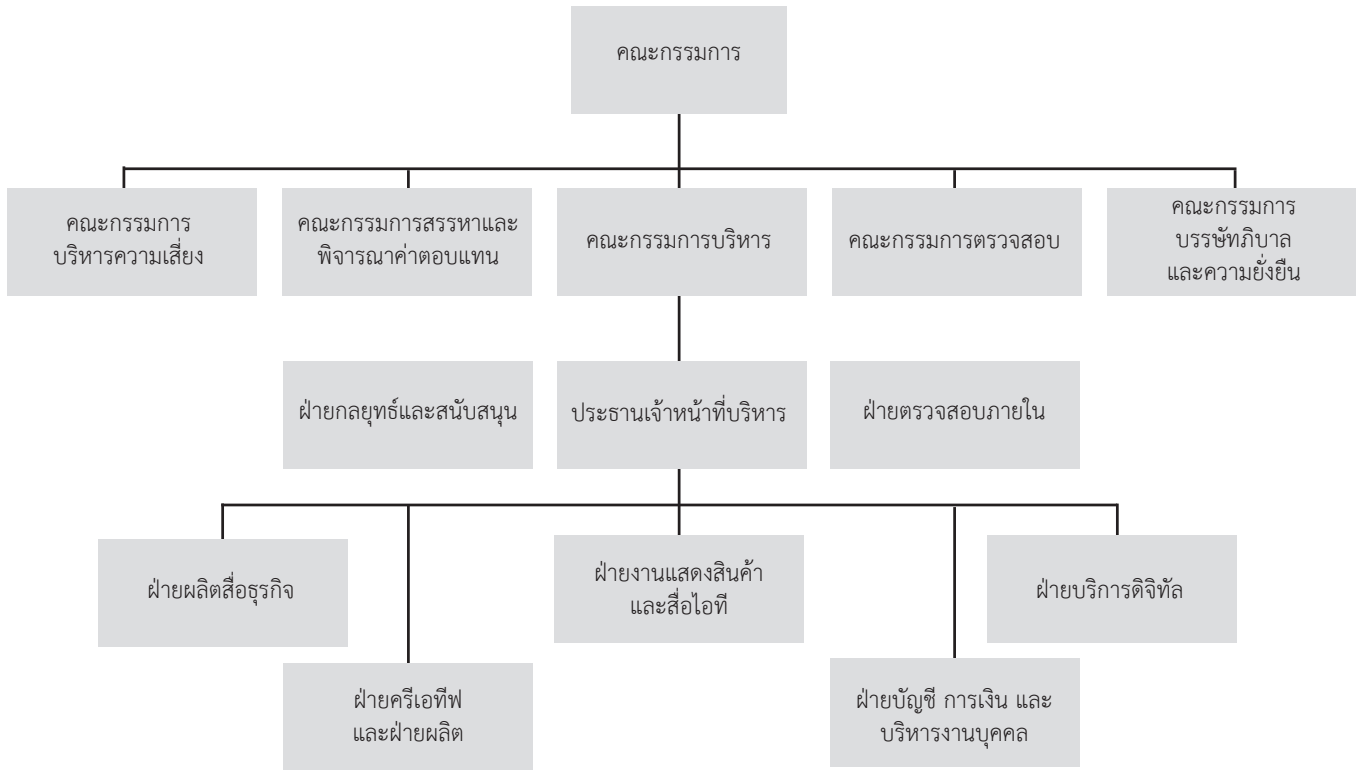 คณะกรรมการ
คณะกรรมการ
บริหารความเสี่ยง
คณะกรรมการสรรหาและ
พิจารณาค่าตอบแทน
คณะกรรมการบริหาร
คณะกรรมการตรวจสอบ
คณะกรรมการ
บรรษัทภิบาล
และความยั่งยืน
ฝ่ายกลยุทธ์และสนับสนุน
ประธานเจ้าหน้าที่บริหาร
ฝ่ายตรวจสอบภายใน
ฝ่ายผลิตสื่อธุรกิจ
ฝ่ายงานแสดงสินค้า
และสื่อไอที
ฝ่ายบริการดิจิทัล
ฝ่ายครีเอทีฟ
และฝ่ายผลิต
ฝ่ายบัญชี การเงิน และ
บริหารงานบุคคล